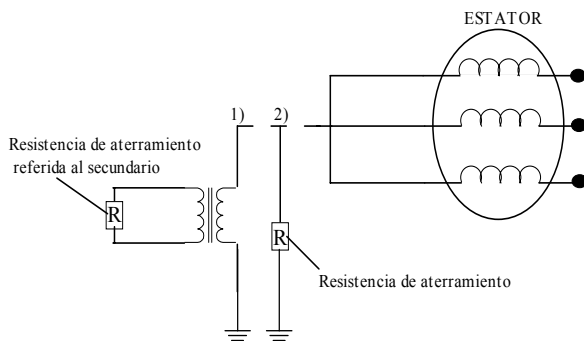 ESTATOR
1)
2)
Resistencia de aterramiento
referida al secundario
R
R
Resistencia de aterramiento